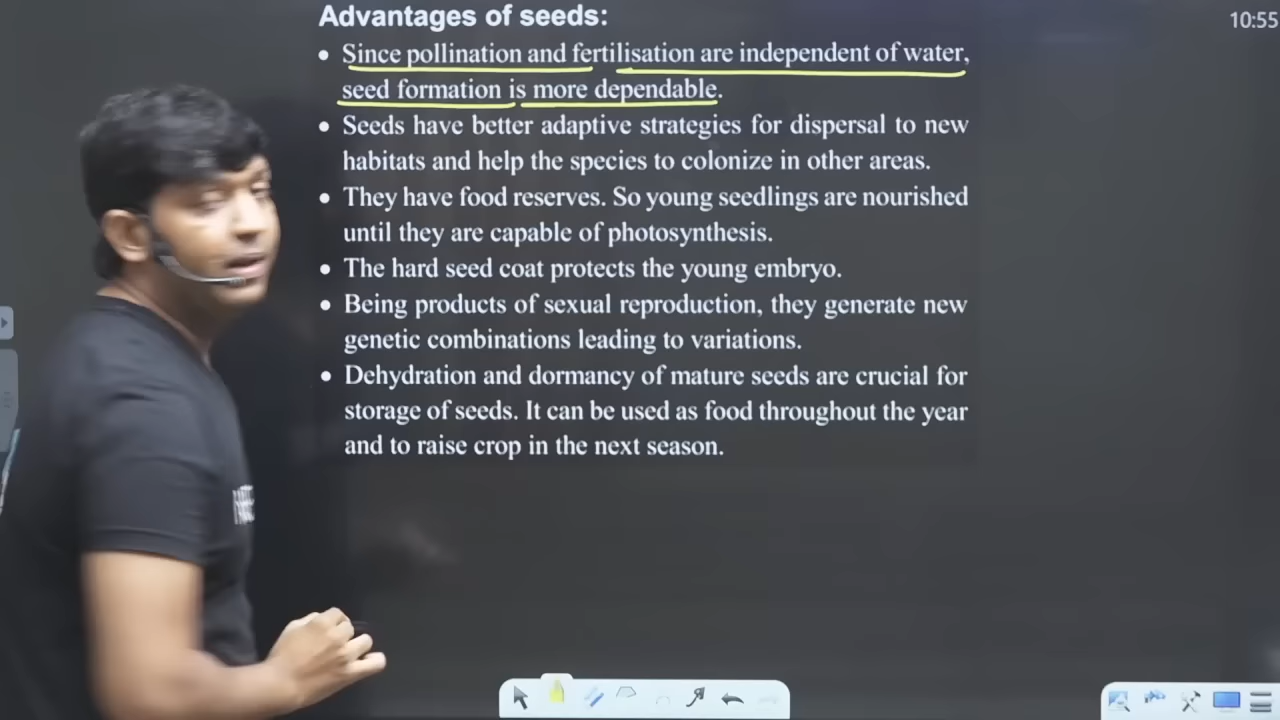 Advantages of seeds:
10:55
• Since pollination and fertilisation are independent of water,
seed formation is more dependable.
• Seeds have better adaptive strategies for dispersal to new
habitats and help the species to colonize in other areas.
• They have food reserves. So young seedlings are nourished
until they are capable of photosynthesis.
• The hard seed coat protects the young embryo.
• Being products of sexual reproduction, they generate new
genetic combinations leading to variations.
• Dehydration and dormancy of mature seeds are crucial for
storage of seeds. It can be used as food throughout the year
and to raise crop in the next season.